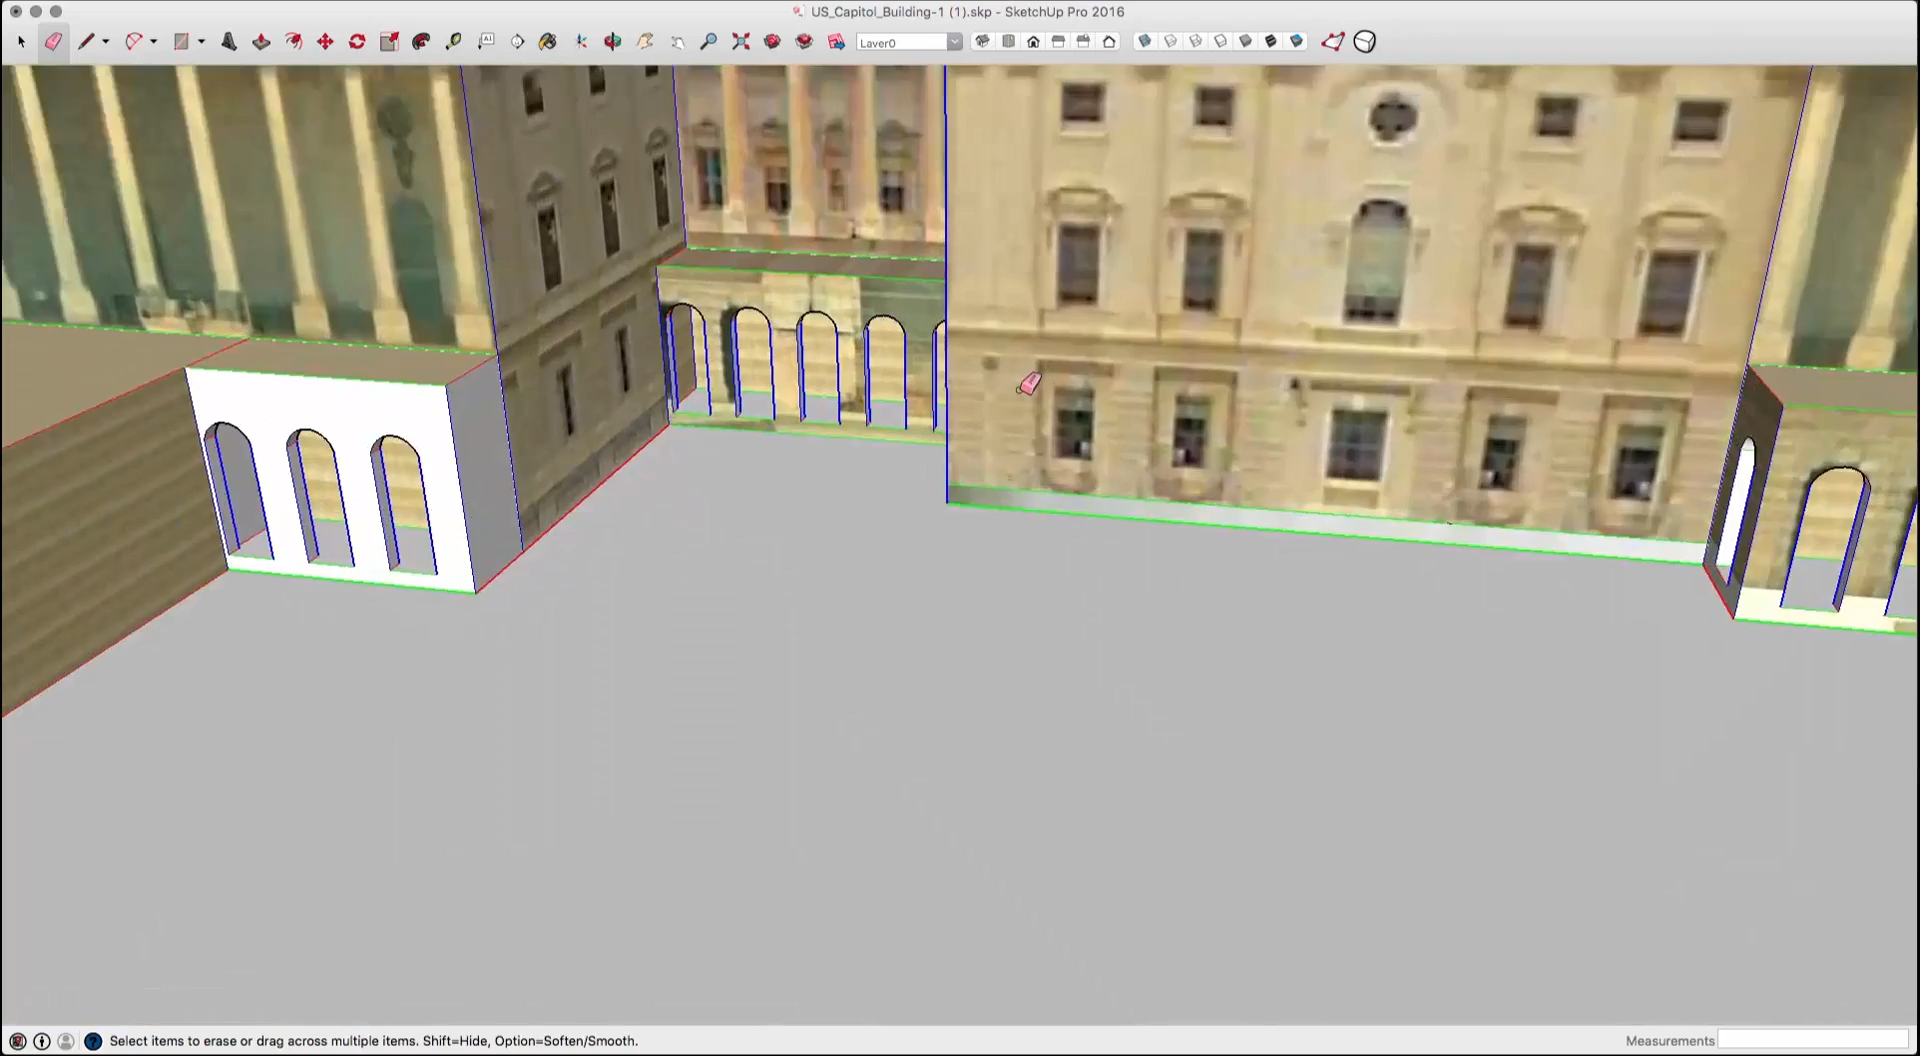 US_Capitol_Building-1 (1).skp - SketchUp Pro 2016
A1
Layer0
Select items to erase or drag across multiple items. Shift=Hide, Option=Soften/Smooth.
Measurements